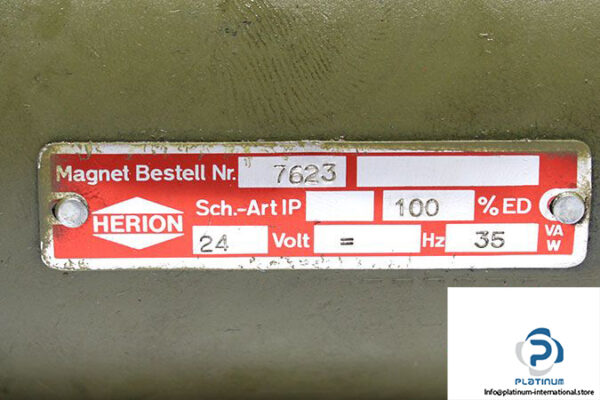 Magnet Bestell Nr. 7623
HERION
Sch.-Art IP 100 % ED
24 Volt = Hz 35 VA W
PLATINUM
Info@platinum-international.store